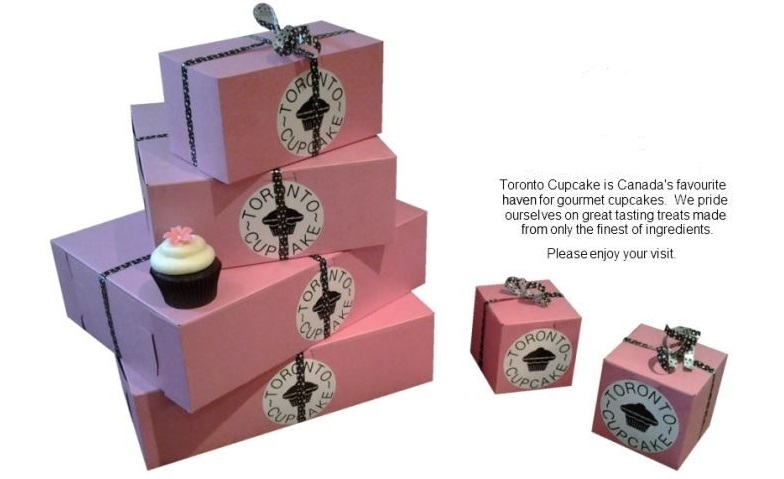 ~TORONTO~
CUPCAKE
~TORONTO~
CUPCAKE
~TORONTO~
CUPCAKE
~TORONTO~
CUPCAKE
Toronto Cupcake is Canada's favourite
haven for gourmet cupcakes. We pride
ourselves on great tasting treats made
from only the finest of ingredients.
Please enjoy your visit.
~TORONTO~
CUPCAKE
~TORONTO~
CUPCAKE